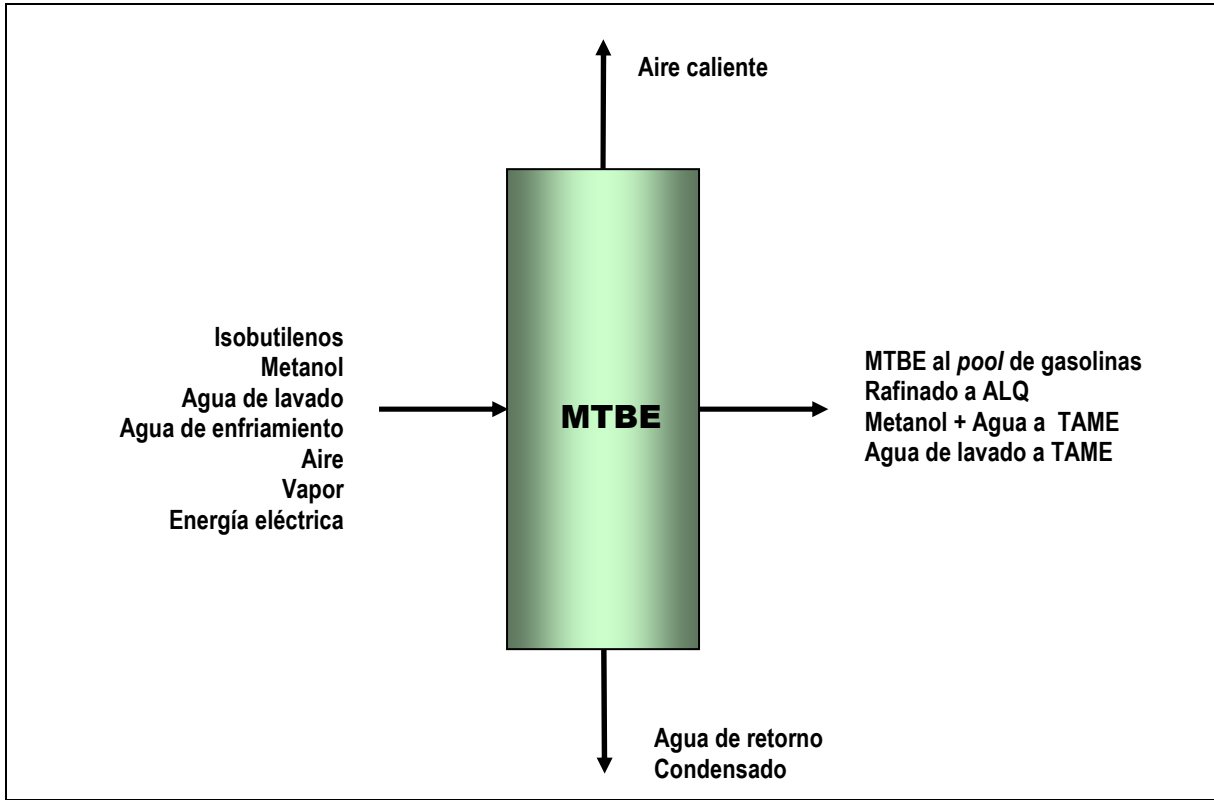 Aire caliente
Isobutilenos
Metanol
Agua de lavado
Agua de enfriamiento
Aire
Vapor
Energía eléctrica
MTBE
MTBE al pool de gasolinas
Rafinado a ALQ
Metanol + Agua a TAME
Agua de lavado a TAME
Agua de retorno
Condensado